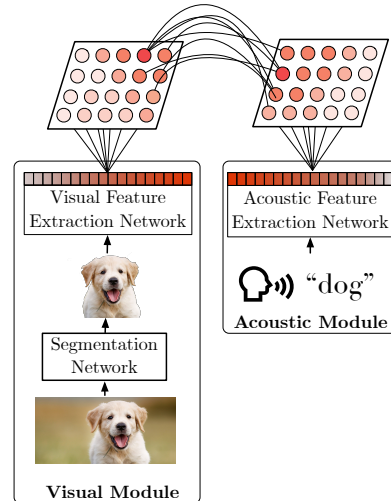 Visual Feature
Extraction Network
Segmentation
Network
Visual Module
Acoustic Feature
Extraction Network
“dog”
Acoustic Module